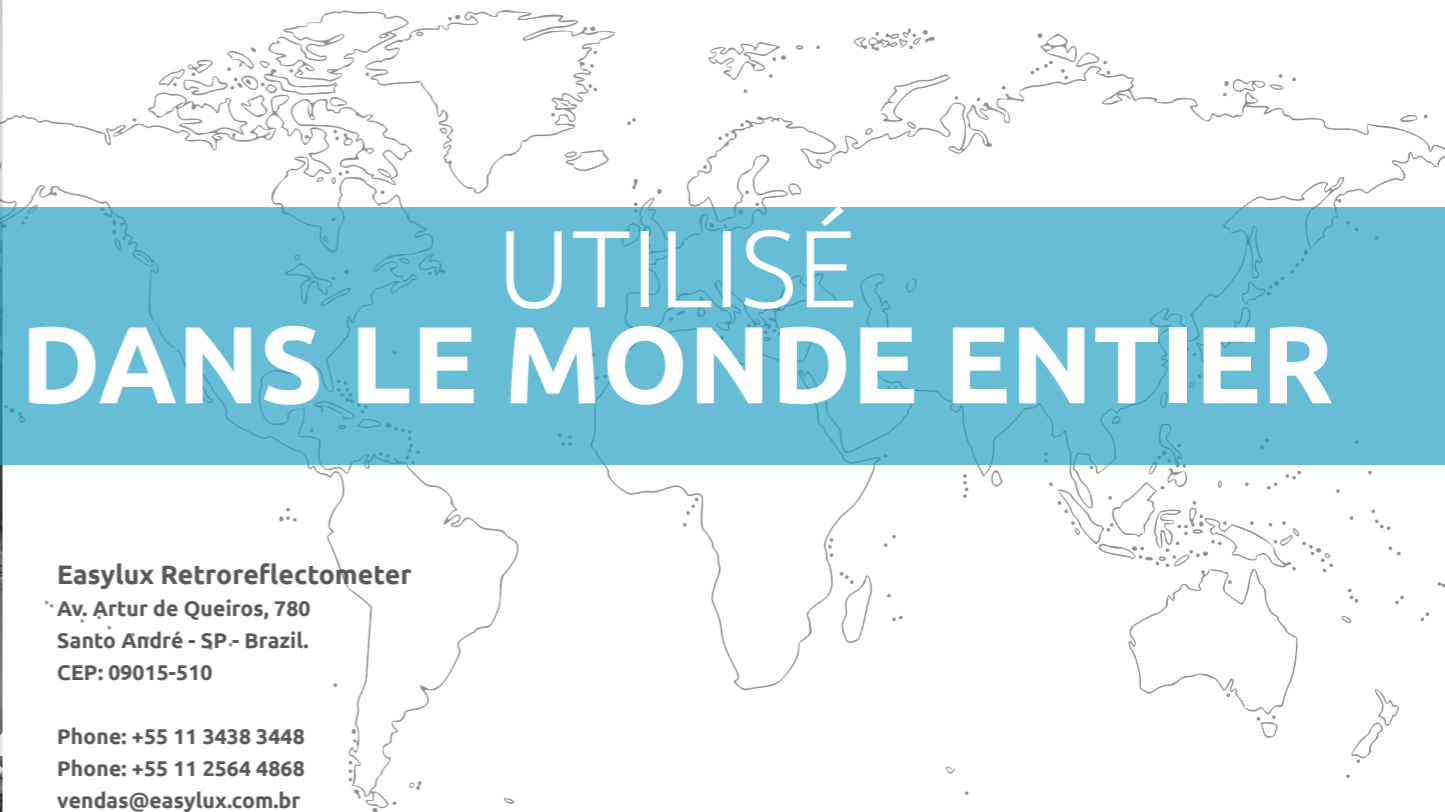 UTILISÉ
DANS LE MONDE ENTIER
Easylux Retroreflectometer
Av. Artur de Queiros, 780
Santo André - SP - Brazil.
CEP: 09015-510
Phone: +55 11 3438 3448
Phone: +55 11 2564 4868
vendas@easylux.com.br